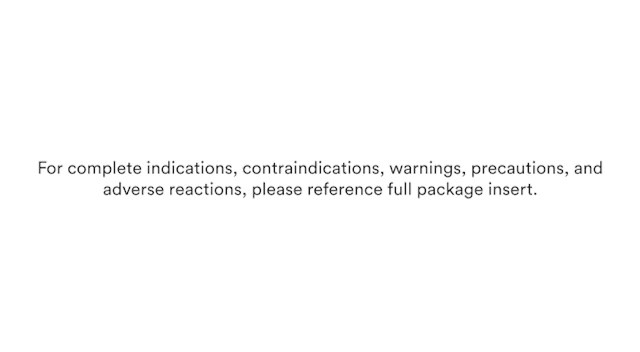 For complete indications, contraindications, warnings, precautions, and
adverse reactions, please reference full package insert.